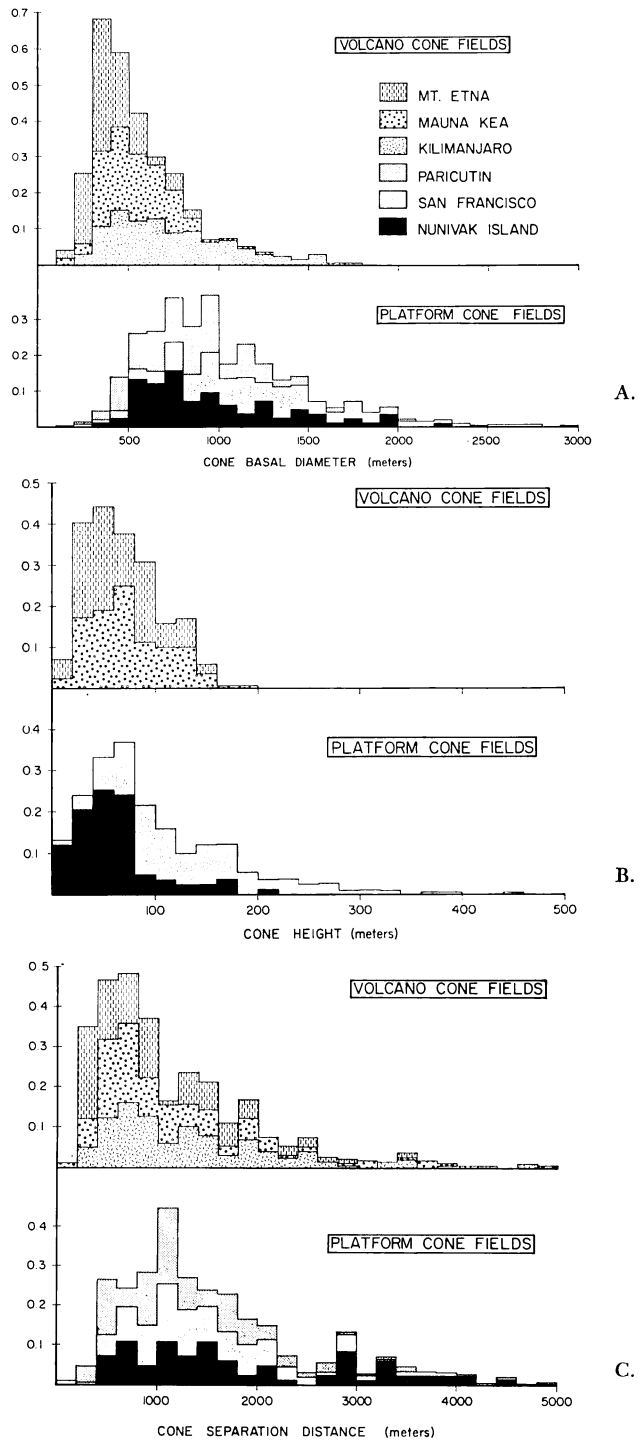 VOLCANO CONE FIELDS
MT. ETNA
MAUNA KEA
KILIMANJARO
PARICUTIN
SAN FRANCISCO
NUNIVAK ISLAND
0.7
0.6
0.5
0.4
0.3
0.2
0.1
PLATFORM CONE FIELDS
0.3
0.2
0.1
500 1000 1500 2000 2500 3000
CONE BASAL DIAMETER (meters)
A.
VOLCANO CONE FIELDS
0.5
0.4
0.3
0.2
0.1
PLATFORM CONE FIELDS
0.4
0.3
0.2
0.1
100 200 300 400 500
CONE HEIGHT (meters)
B.
VOLCANO CONE FIELDS
0.5
0.4
0.3
0.2
0.1
PLATFORM CONE FIELDS
0.4
0.3
0.2
0.1
1000 2000 3000 4000 5000
CONE SEPARATION DISTANCE (meters)
C.